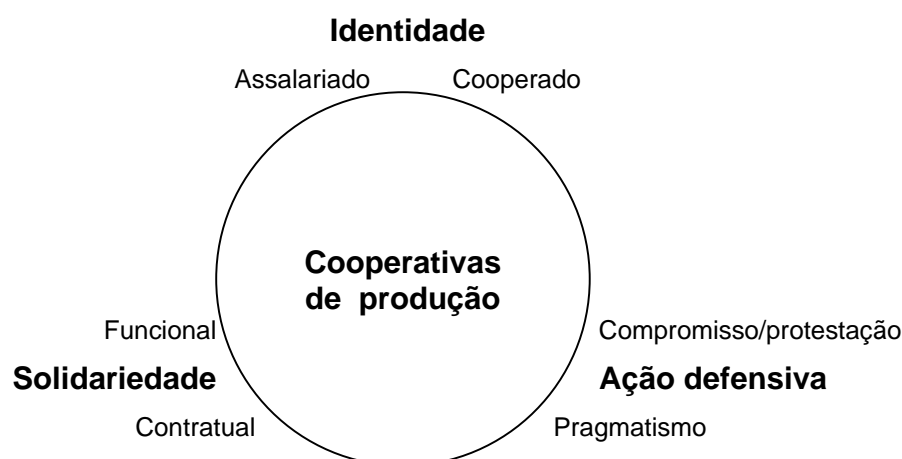 Identidade
Assalariado Cooperado
Cooperativas
de produção
Funcional Compromisso/protestação
Solidariedade Ação defensiva
Contratual Pragmatismo